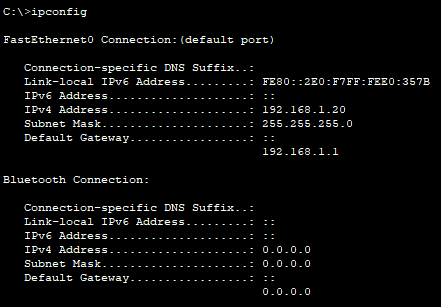 C:\>ipconfig
FastEthernet0 Connection:(default port)
Connection-specific DNS Suffix..:
Link-local IPv6 Address.........: FE80::2E0:F7FF:FEE0:357B
IPv6 Address....................: ::
IPv4 Address....................: 192.168.1.20
Subnet Mask.....................: 255.255.255.0
Default Gateway.................: ::
192.168.1.1
Bluetooth Connection:
Connection-specific DNS Suffix..:
Link-local IPv6 Address.........: ::
IPv6 Address....................: ::
IPv4 Address....................: 0.0.0.0
Subnet Mask.....................: 0.0.0.0
Default Gateway.................: ::
0.0.0.0